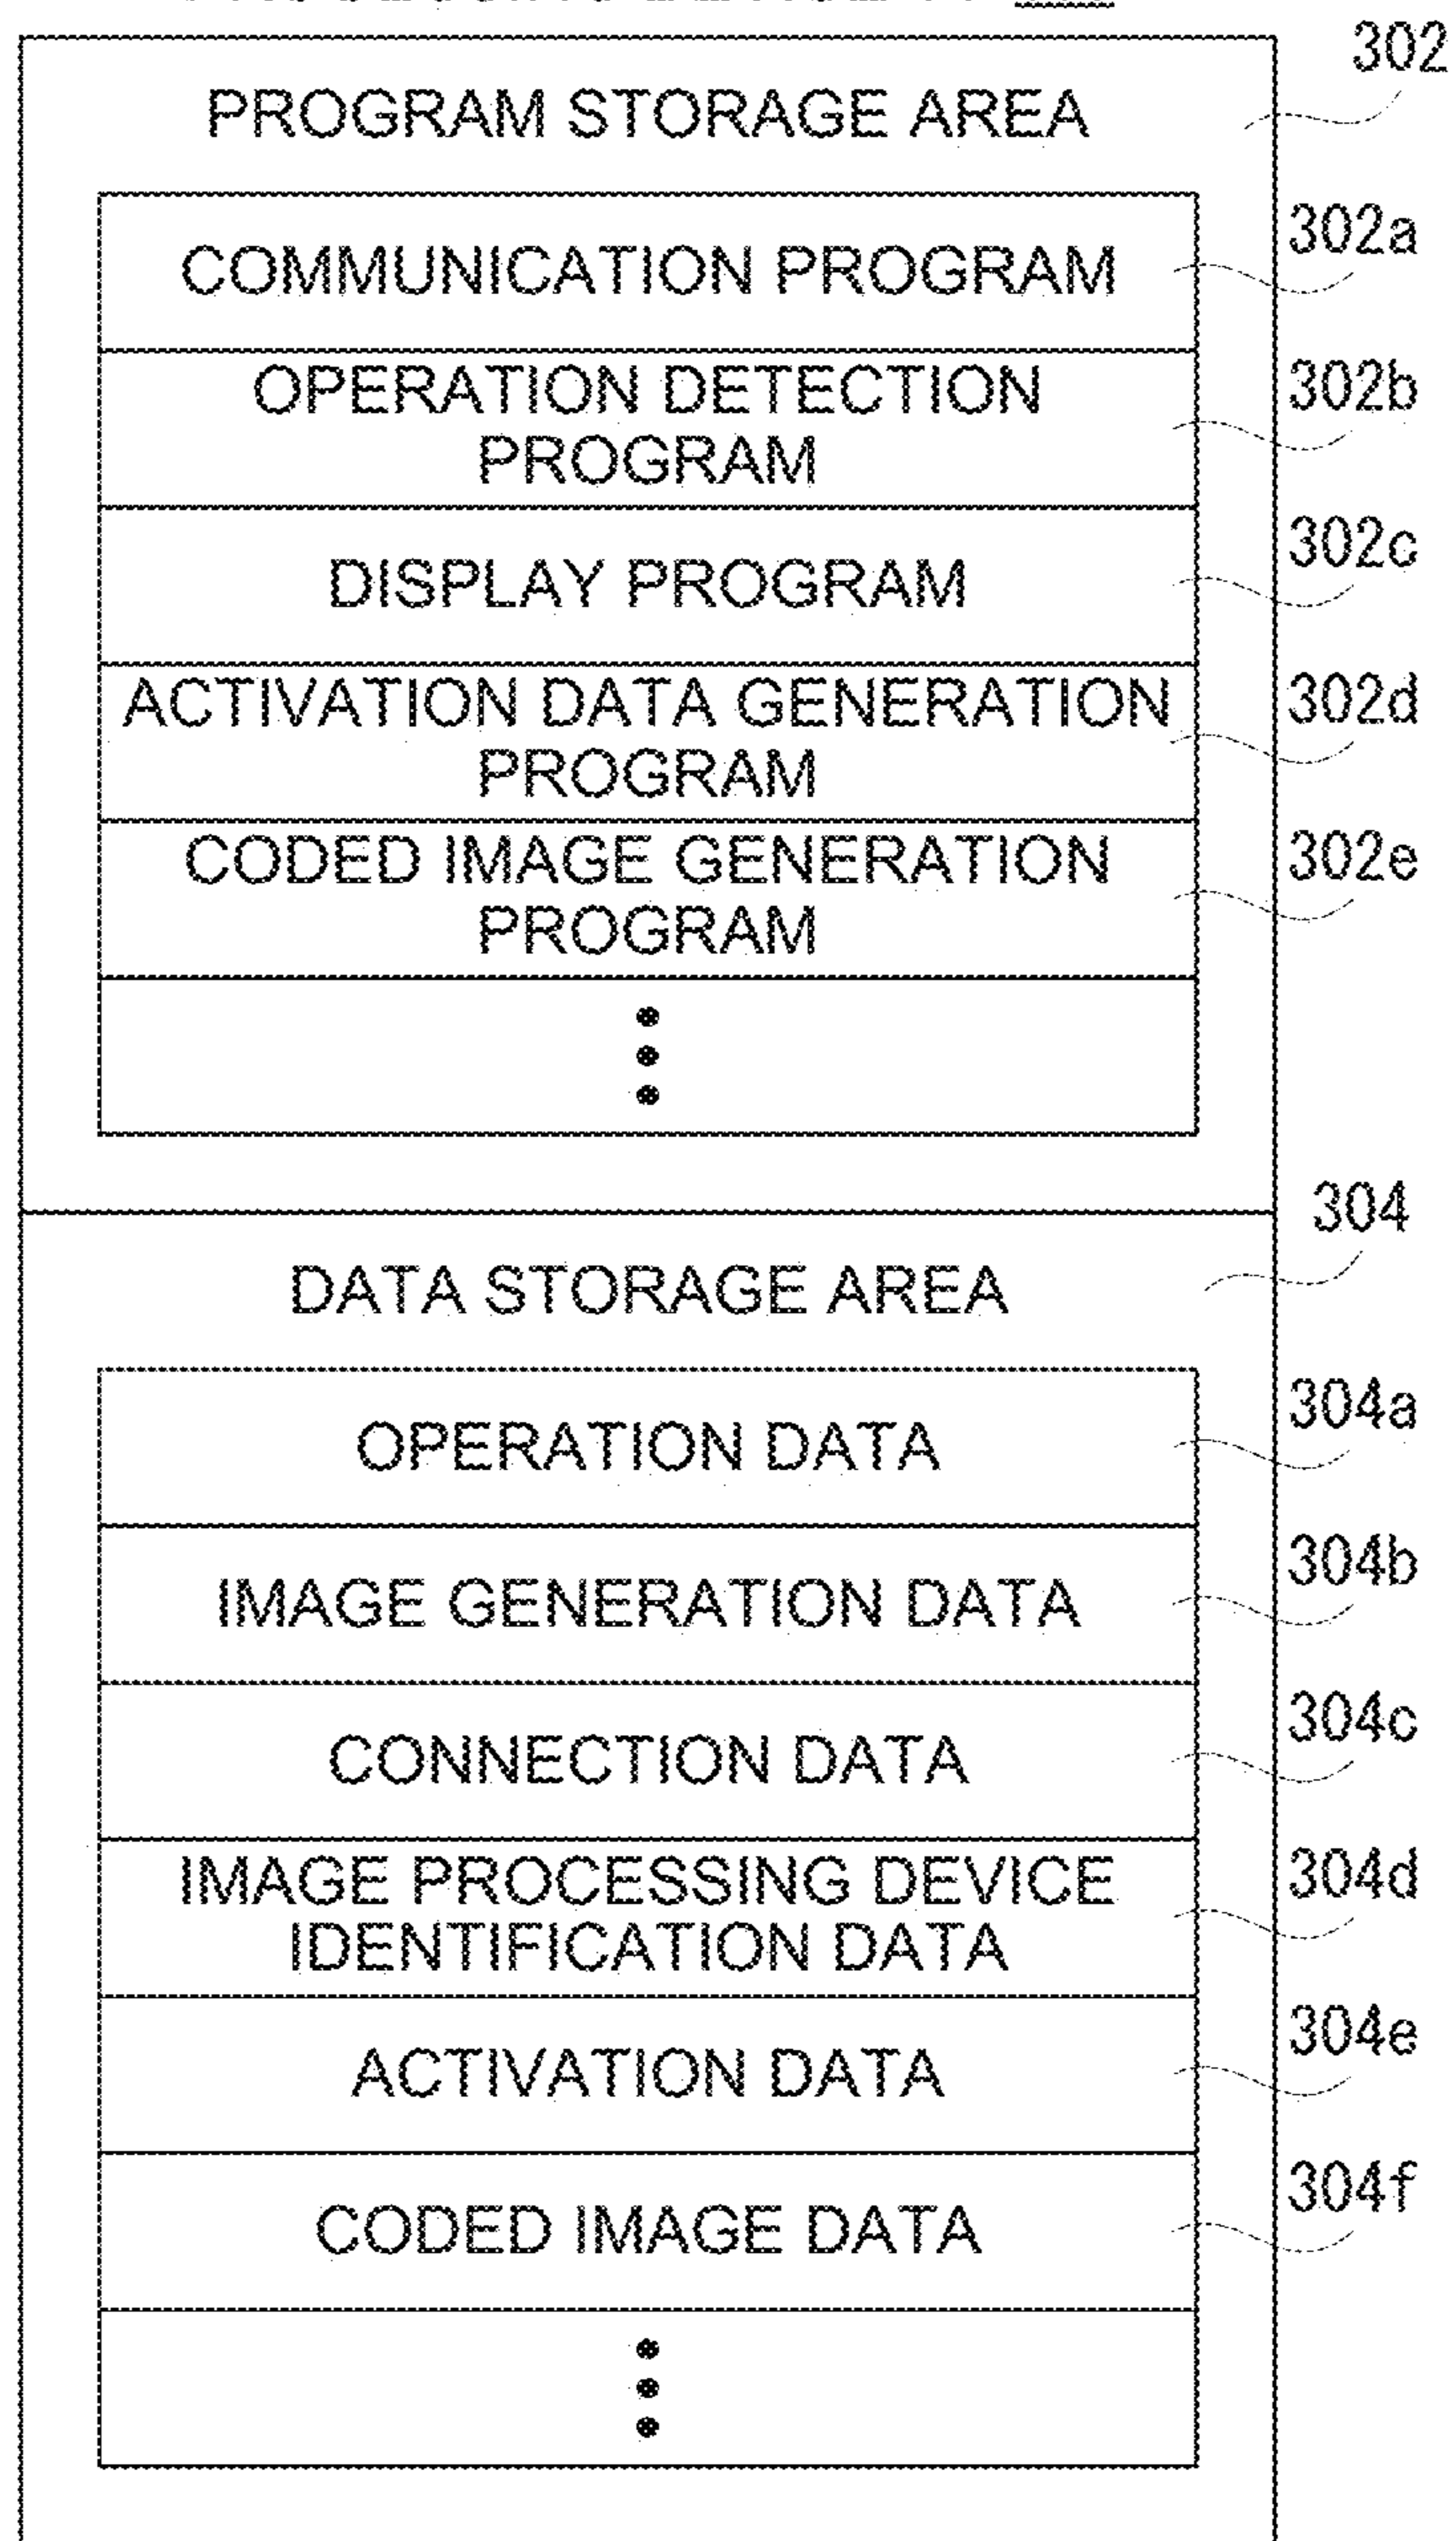 302
PROGRAM STORAGE AREA
302a
COMMUNICATION PROGRAM
302b
OPERATION DETECTION
PROGRAM
302c
DISPLAY PROGRAM
302d
ACTIVATION DATA GENERATION
PROGRAM
302e
CODED IMAGE GENERATION
PROGRAM
304
DATA STORAGE AREA
304a
OPERATION DATA
304b
IMAGE GENERATION DATA
304c
CONNECTION DATA
304d
IMAGE PROCESSING DEVICE
IDENTIFICATION DATA
304e
ACTIVATION DATA
304f
CODED IMAGE DATA